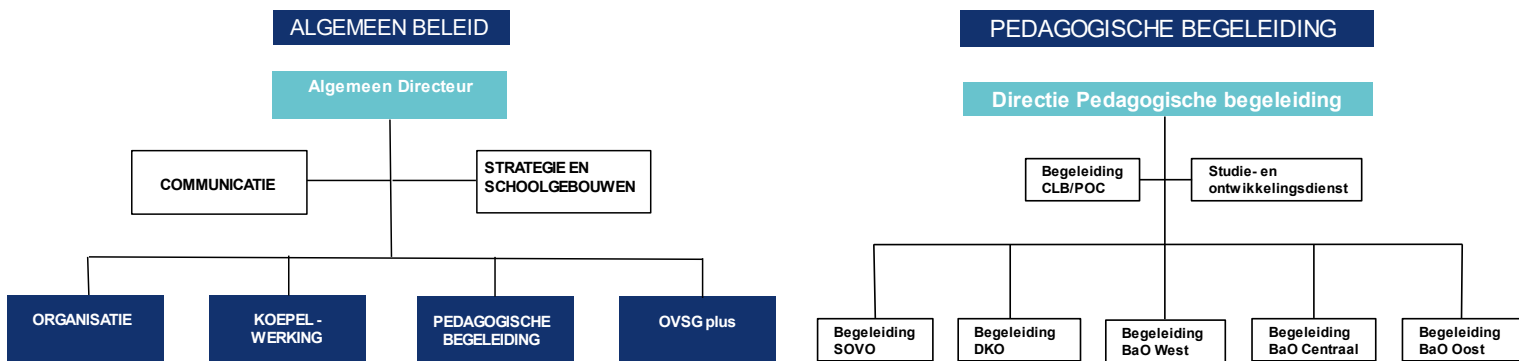 ALGEMEEN BELEID
Algemeen Directeur
COMMUNICATIE
STRATEGIE EN
SCHOOLGEBOUWEN
ORGANISATIE
KOEPEL -
WERKING
PEDAGOGISCHE
BEGELEIDING
OVSG plus
PEDAGOGISCHE BEGELEIDING
Directie Pedagogische begeleiding
Begeleiding
CLB/POC
Studie- en
ontwikkelingsdienst
Begeleiding
SOVO
Begeleiding
DKO
Begeleiding
BaO West
Begeleiding
BaO Centraal
Begeleiding
BaO Oost